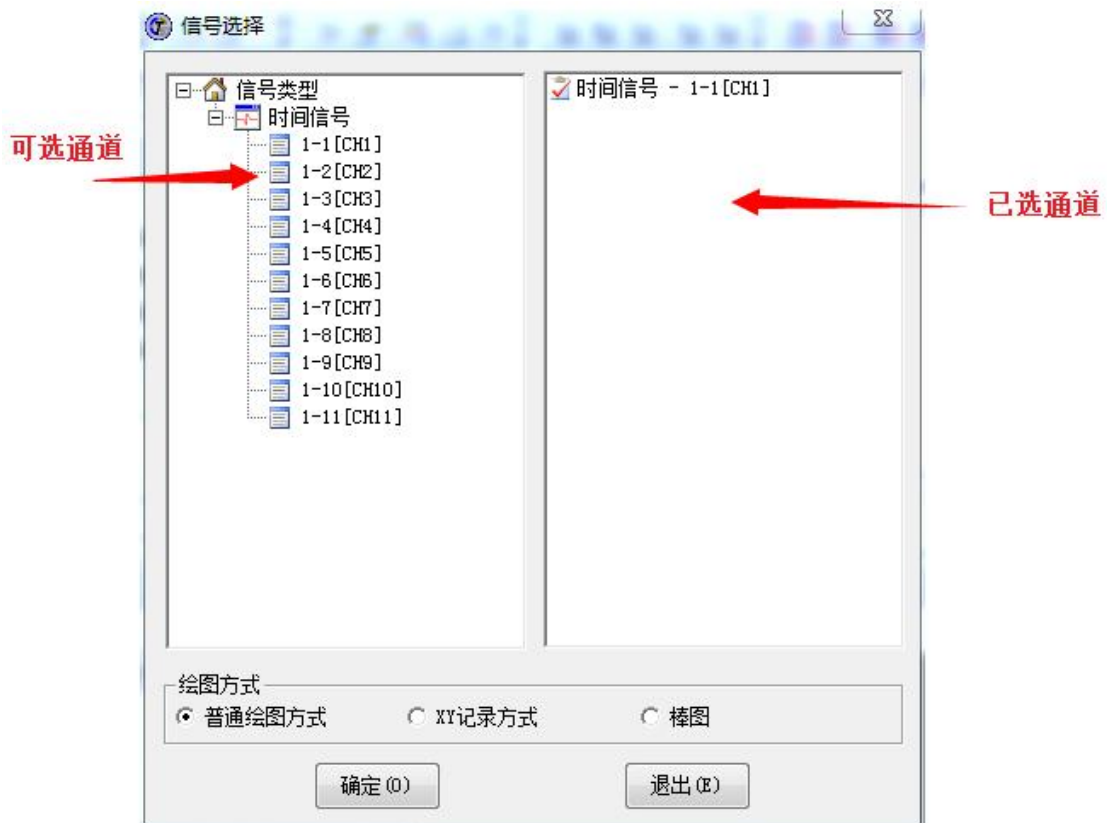 信号选择
信号类型
时间信号
1-1[CH1]
1-2[CH2]
1-3[CH3]
1-4[CH4]
1-5[CH5]
1-6[CH6]
1-7[CH7]
1-8[CH8]
1-9[CH9]
1-10[CH10]
1-11[CH11]
时间信号 - 1-1[CH1]
可选通道
已选通道
绘图方式
普通绘图方式 XY记录方式 棒图
确定(O) 退出(E)